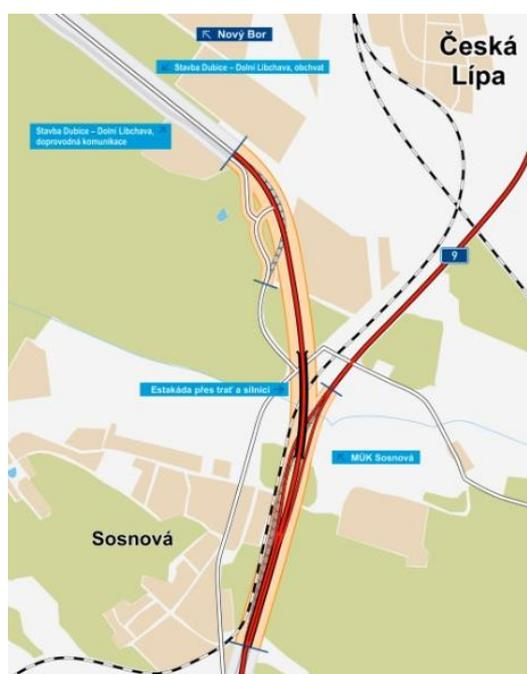 Nový Bor
Česká
Lípa
Stavba Dubice – Dolní Libchava, obchvat
Stavba Dubice – Dolní Libchava,
doprovodná komunikace
9
Estakáda přes trať a silnici
MÚK Sosnová
Sosnová